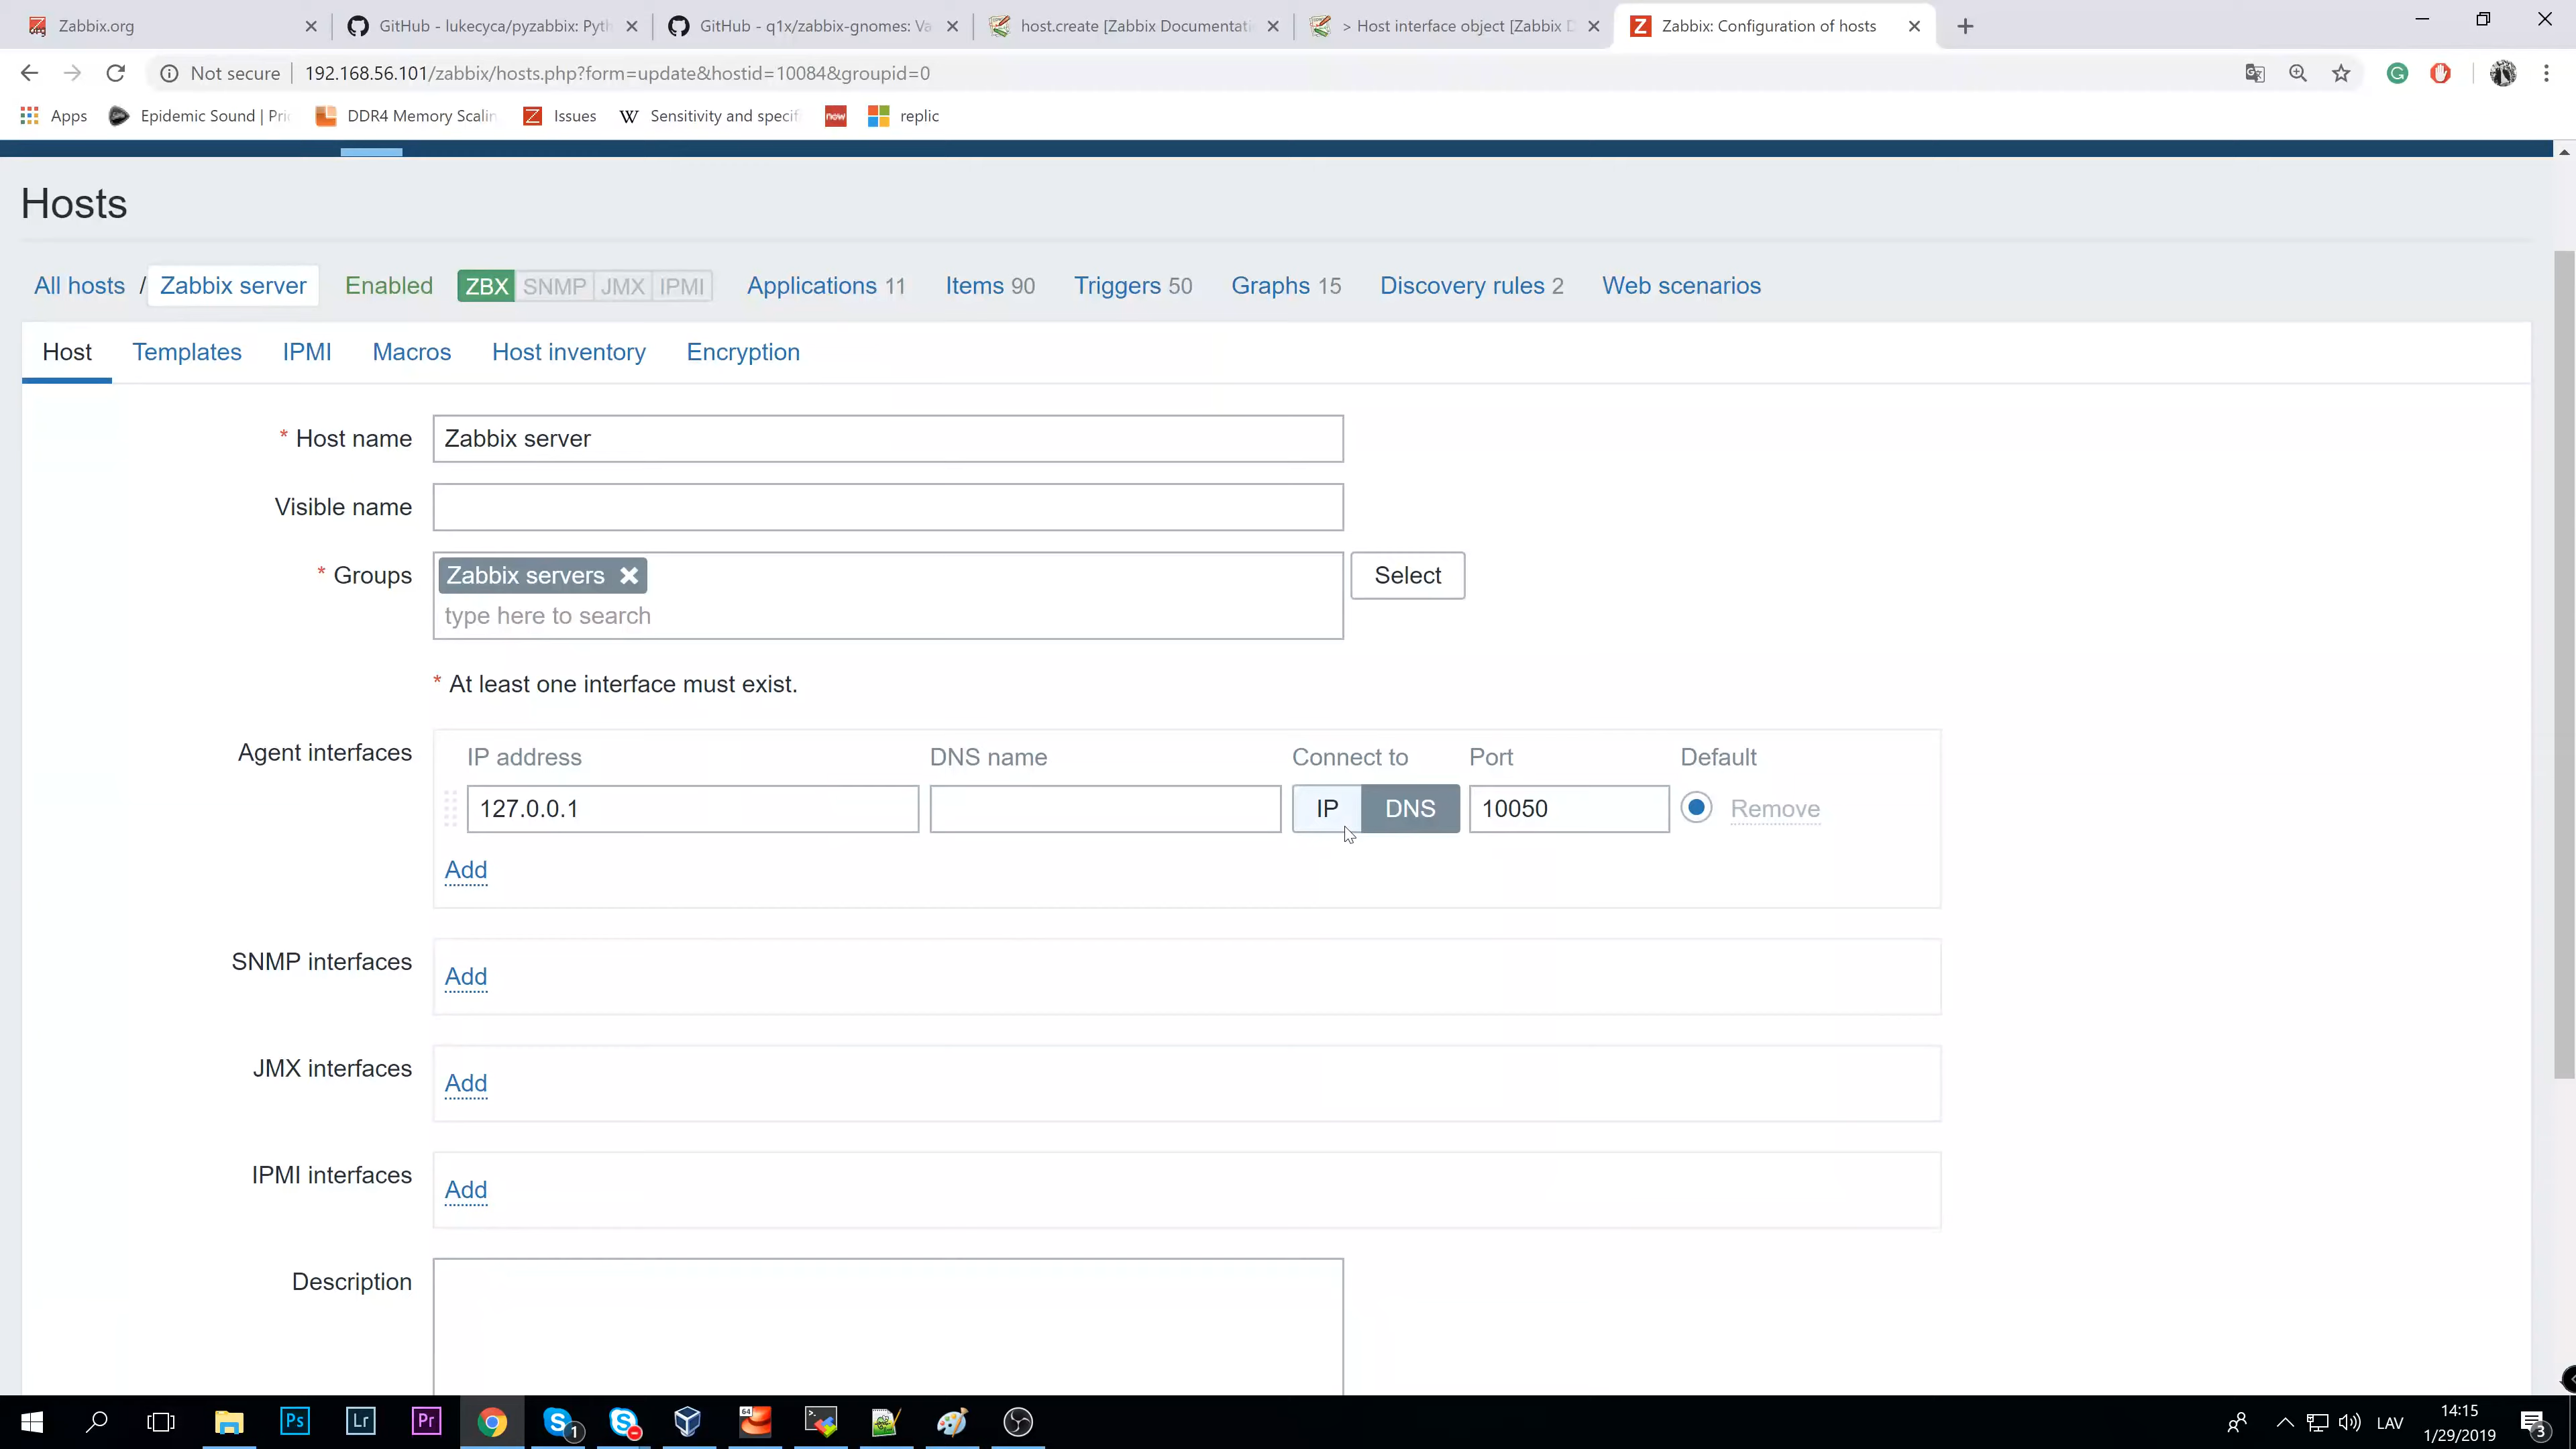 Zabbix.org
GitHub - lukecyca/pyzabbix: Pyth
GitHub - q1x/zabbix-gnomes: Va
host.create [Zabbix Documentati
> Host interface object [Zabbix D
Zabbix: Configuration of hosts
Not secure
192.168.56.101/zabbix/hosts.php?form=update&hostid=10084&groupid=0
Apps
Epidemic Sound | Pri
DDR4 Memory Scalin
Issues
W
Sensitivity and specif
now
replic
Hosts
All hosts / Zabbix server Enabled ZBX SNMP JMX IPMI Applications 11 Items 90 Triggers 50 Graphs 15 Discovery rules 2 Web scenarios
Host Templates IPMI Macros Host inventory Encryption
* Host name Zabbix server
Visible name
* Groups Zabbix servers Select
type here to search
* At least one interface must exist.
Agent interfaces IP address DNS name Connect to Port Default
127.0.0.1 IP DNS 10050 Remove
Add
SNMP interfaces
Add
JMX interfaces
Add
IPMI interfaces
Add
Description
Ps Lr Pr 1 64 LAV
14:15
1/29/2019
3